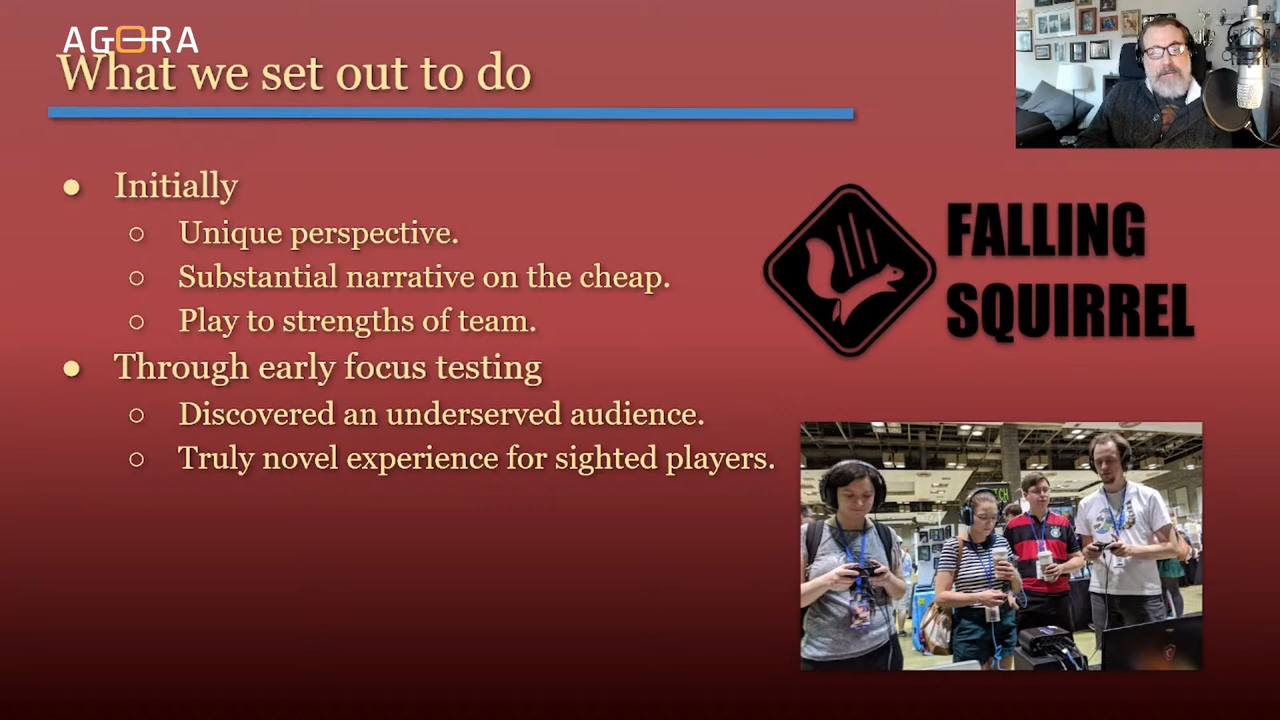 AGORA
What we set out to do
● Initially
○ Unique perspective.
○ Substantial narrative on the cheap.
○ Play to strengths of team.
● Through early focus testing
○ Discovered an underserved audience.
○ Truly novel experience for sighted players.
FALLING
SQUIRREL